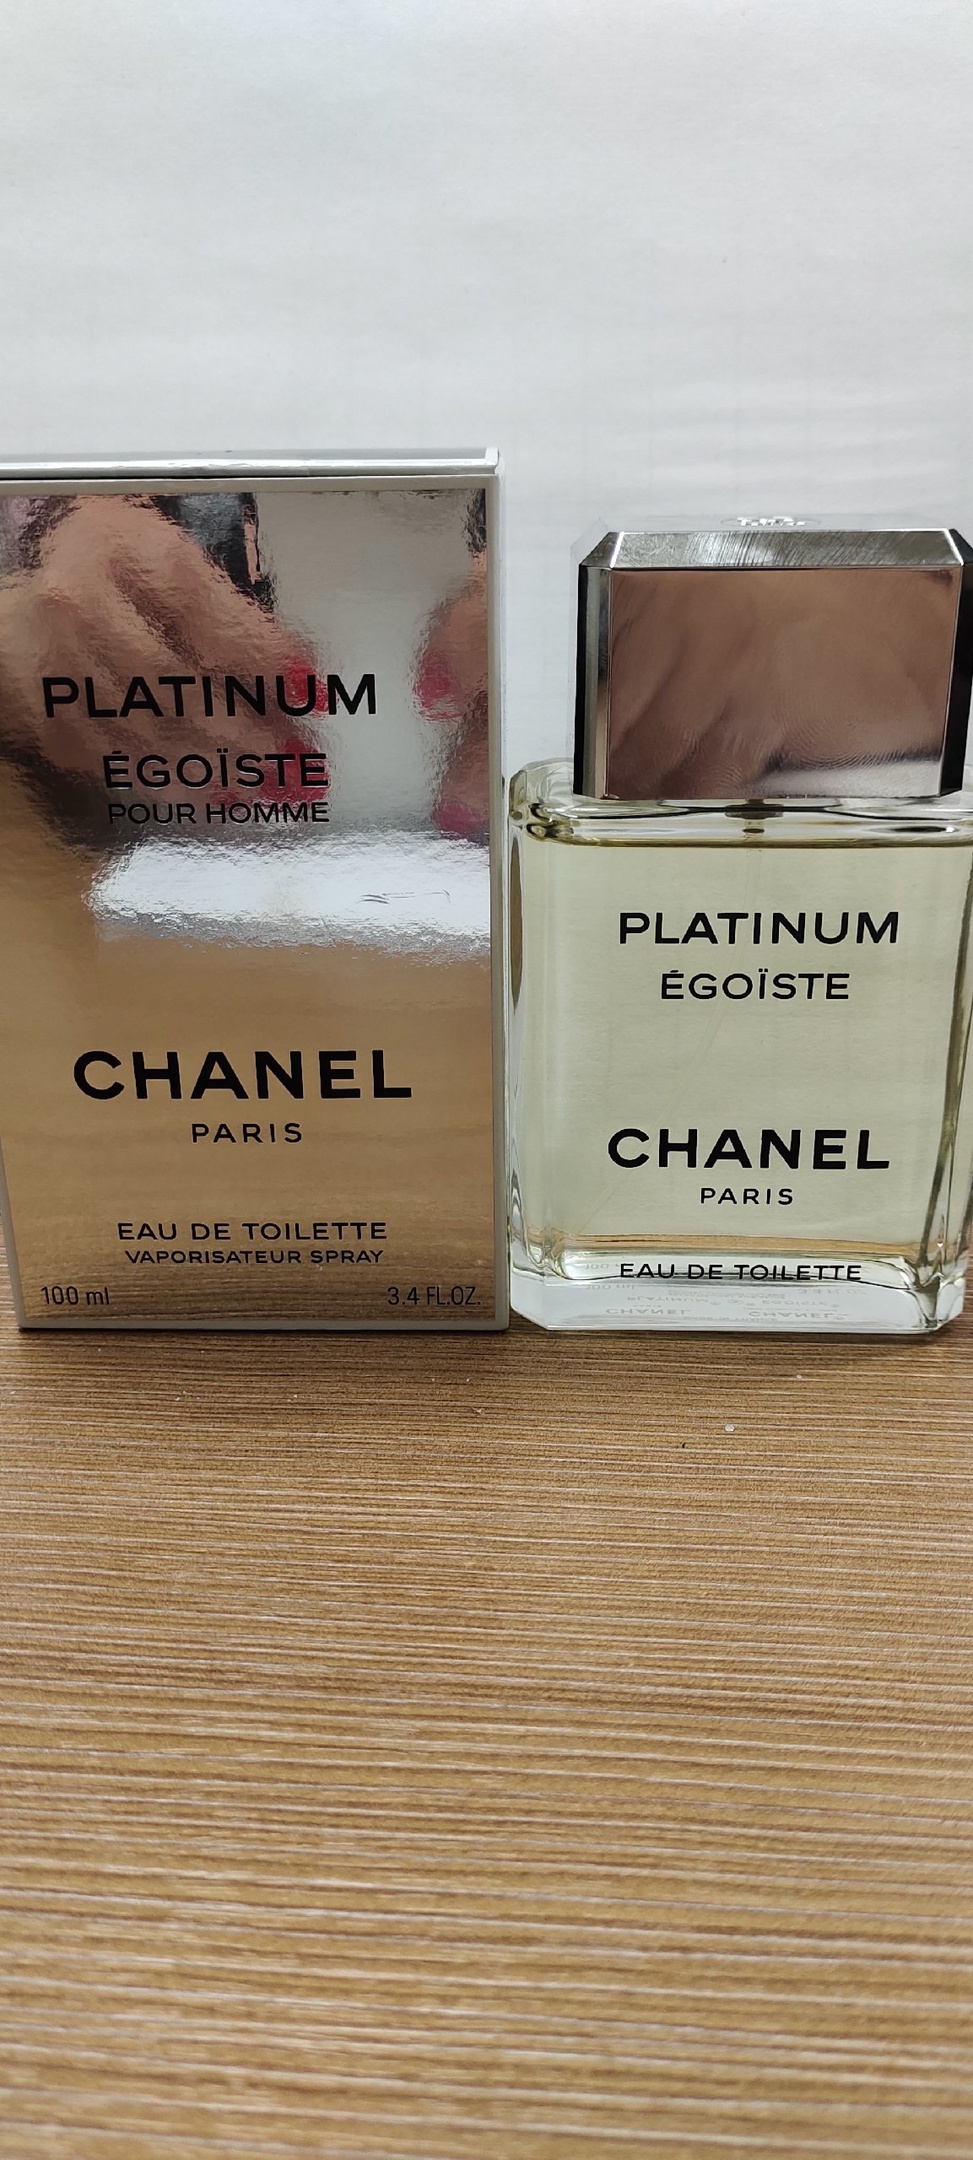 PLATINUM
ÉGOÏSTE
POUR HOMME
CHANEL
PARIS
EAU DE TOILETTE
VAPORISATEUR SPRAY
100 ml
3.4 FL.OZ.
PLATINUM
ÉGOÏSTE
CHANEL
PARIS
EAU DE TOILETTE